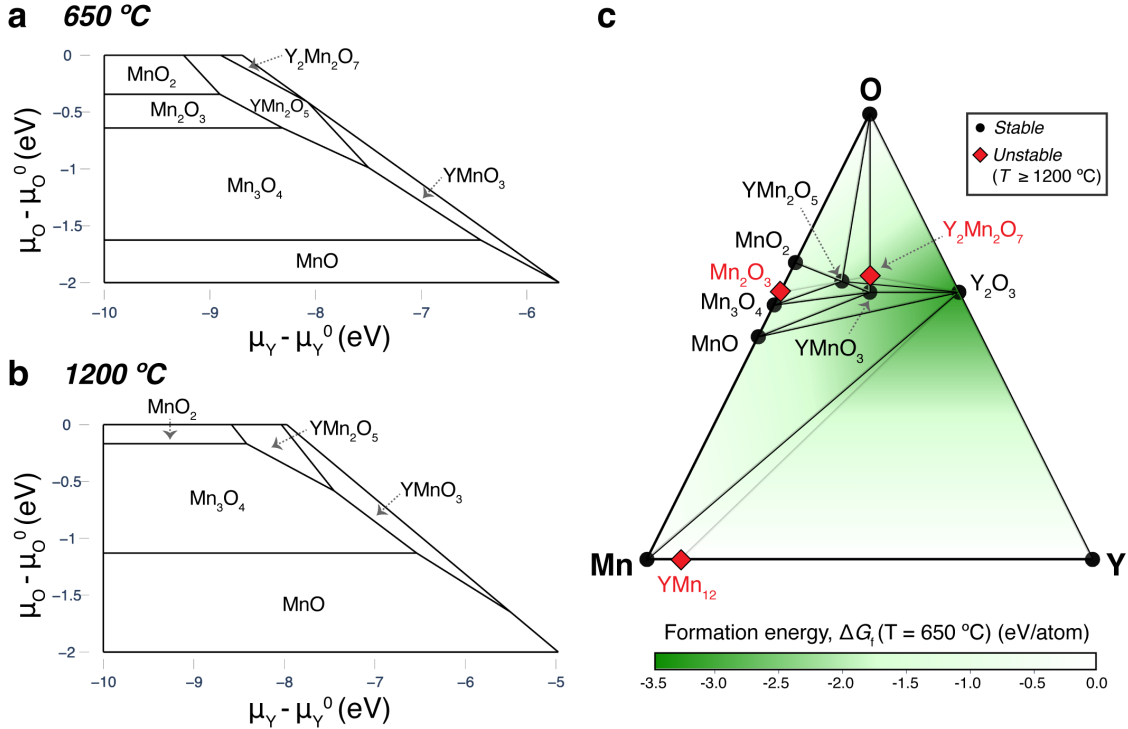 a 650 ºC
0
−0.5
−1
−1.5
−2
μO - μO⁰ (eV)
MnO₂
Mn₂O₃
Mn₃O₄
MnO
Y₂Mn₂O₇
YMn₂O₅
YMnO₃
−10
−9
−8
−7
−6
μY - μY⁰ (eV)
b 1200 ºC
MnO₂
0
−0.5
−1
−1.5
−2
μO - μO⁰ (eV)
YMn₂O₅
YMnO₃
Mn₃O₄
MnO
−10
−9
−8
−7
−6
−5
μY - μY⁰ (eV)
c
O
Stable
Unstable
(T ≥ 1200 ºC)
YMn₂O₅
Y₂Mn₂O₇
MnO₂
Mn₂O₃
Y₂O₃
Mn₃O₄
MnO
YMnO₃
Mn
Y
YMn₁₂
Formation energy, ΔGf (T = 650 ºC) (eV/atom)
-3.5
-3.0
-2.5
-2.0
-1.5
-1.0
-0.5
0.0